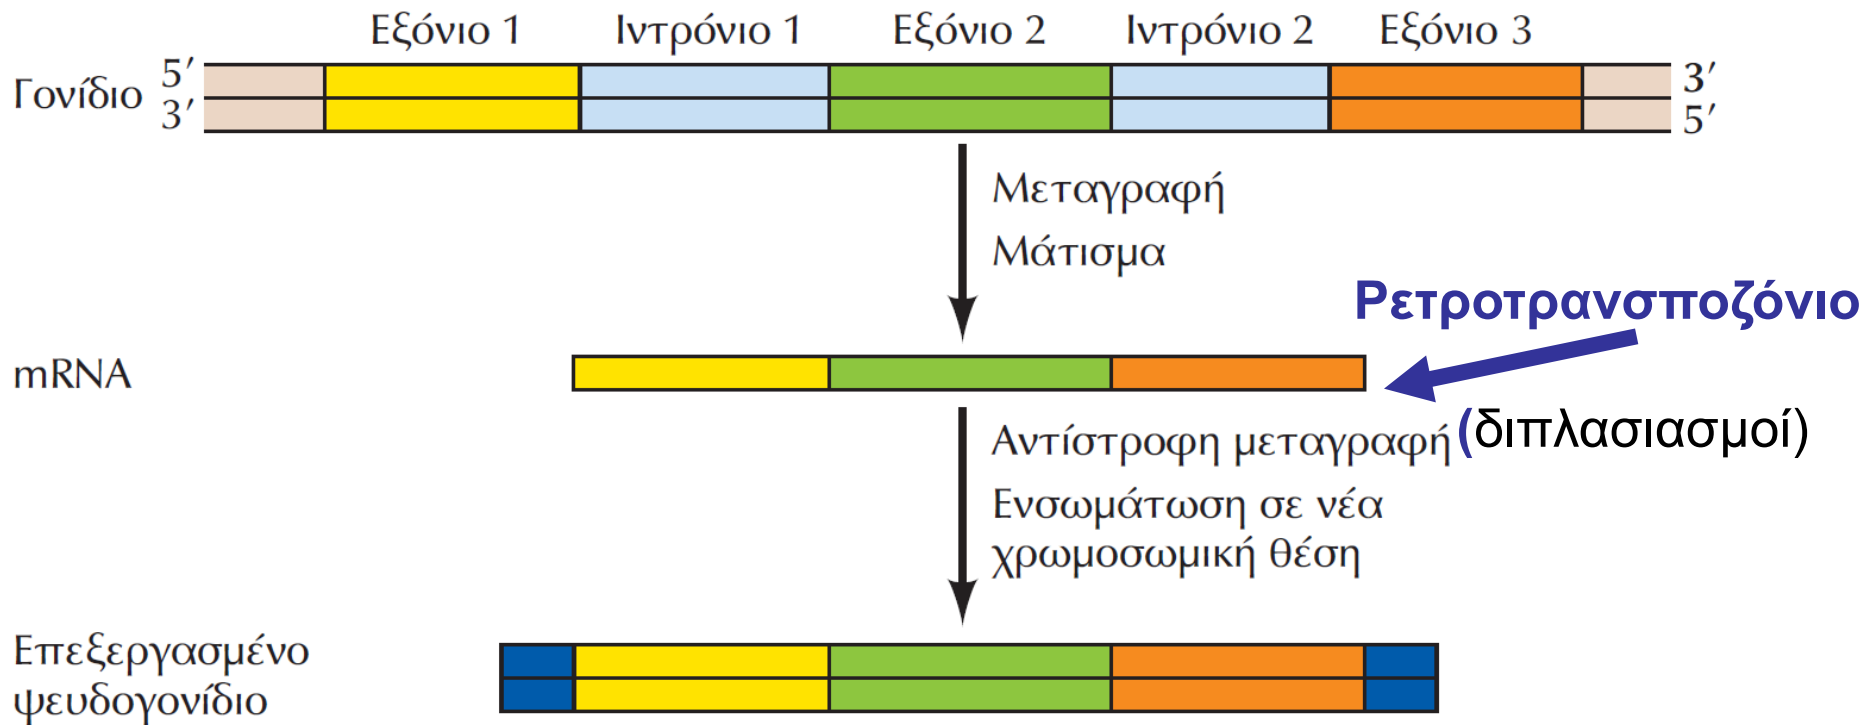 Εξόνιο 1 Ιντρόνιο 1 Εξόνιο 2 Ιντρόνιο 2 Εξόνιο 3
Γονίδιο
5′ 3′
3′ 5′
Μεταγραφή
Μάτισμα
Ρετροτρανσποζόνιο
mRNA
(διπλασιασμοί)
Αντίστροφη μεταγραφή
Ενσωμάτωση σε νέα
χρωμοσωμική θέση
Επεξεργασμένο
ψευδογονίδιο